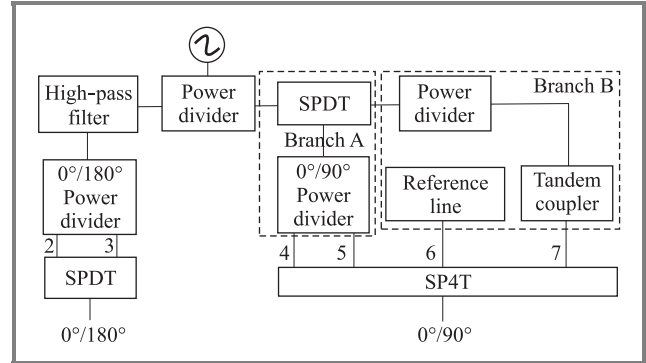 High-pass
filter
Power
divider
SPDT
Power
divider
Branch B
Branch A
0°/180°
Power
divider
0°/90°
Power
divider
Reference
line
Tandem
coupler
2
3
4
5
6
7
SPDT
SP4T
0°/180°
0°/90°